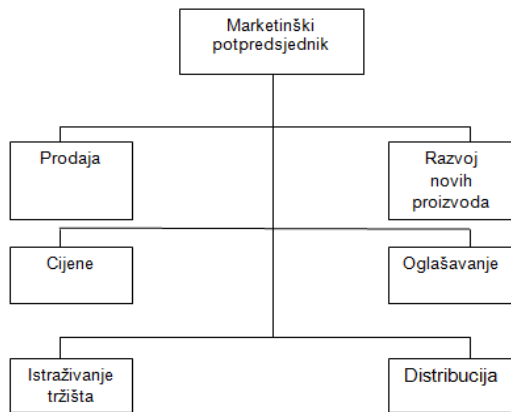 Marketinški
potpredsjednik
Prodaja
Razvoj
novih
proizvoda
Cijene
Oglašavanje
Istraživanje
tržišta
Distribucija